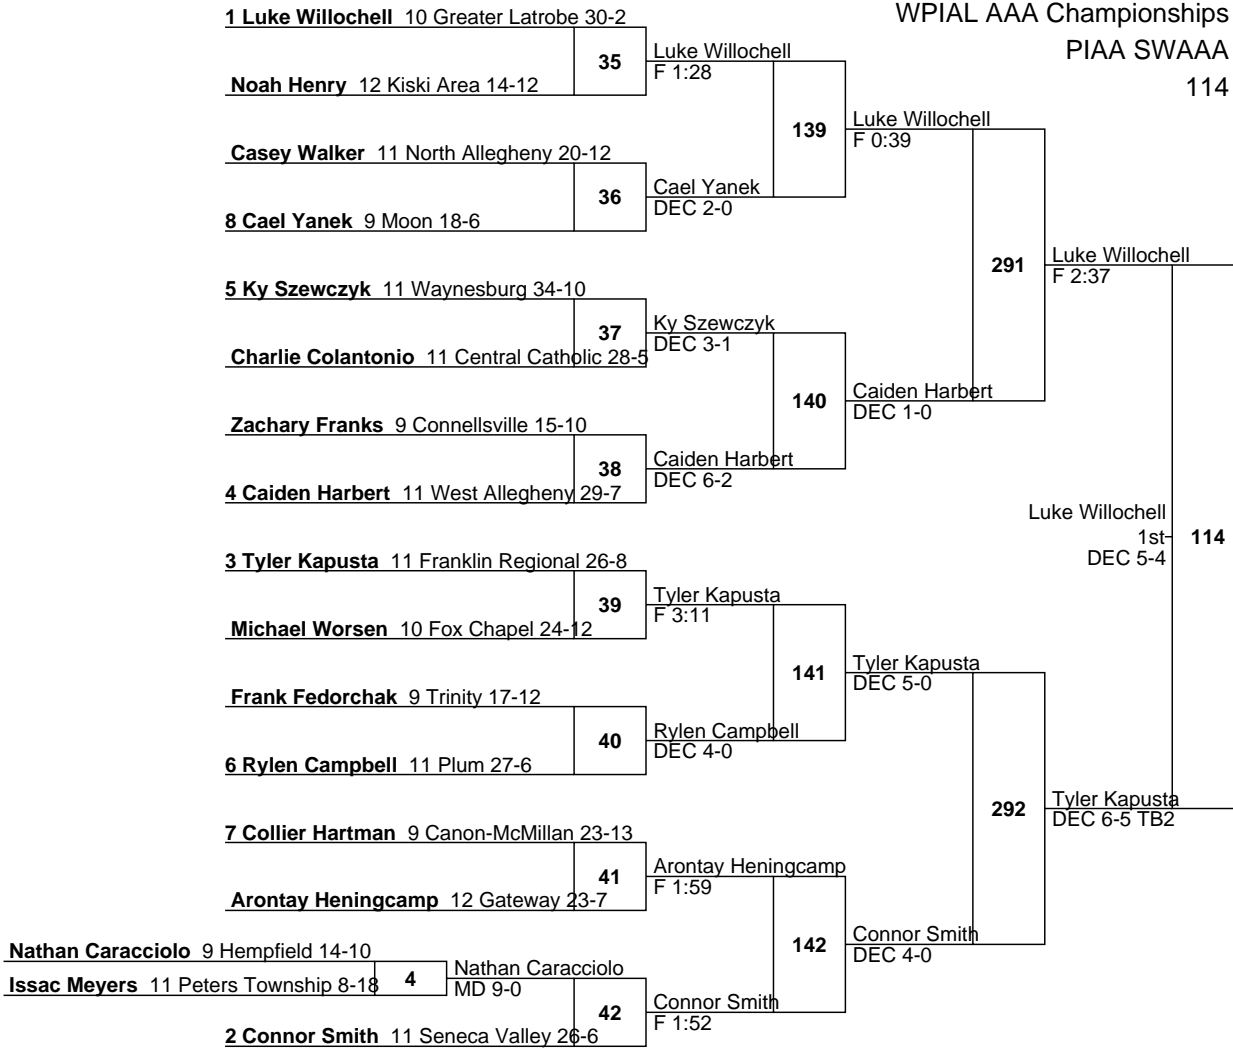 WPIAL AAA Championships
PIAA SWAAA
114
1 Luke Willochell 10 Greater Latrobe 30-2
35
Noah Henry 12 Kiski Area 14-12
Luke Willochell
F 1:28
139
Casey Walker 11 North Allegheny 20-12
36
8 Cael Yanek 9 Moon 18-6
Cael Yanek
DEC 2-0
Luke Willochell
F 0:39
291
5 Ky Szewczyk 11 Waynesburg 34-10
37
Charlie Colantonio 11 Central Catholic 28-5
Ky Szewczyk
DEC 3-1
140
Zachary Franks 9 Connellsville 15-10
38
4 Caiden Harbert 11 West Allegheny 29-7
Caiden Harbert
DEC 6-2
Caiden Harbert
DEC 1-0
Luke Willochell
F 2:37
Luke Willochell
1st
DEC 5-4
114
3 Tyler Kapusta 11 Franklin Regional 26-8
39
Michael Worsen 10 Fox Chapel 24-12
Tyler Kapusta
F 3:11
141
Frank Fedorchak 9 Trinity 17-12
40
6 Rylen Campbell 11 Plum 27-6
Rylen Campbell
DEC 4-0
Tyler Kapusta
DEC 5-0
292
Tyler Kapusta
DEC 6-5 TB2
7 Collier Hartman 9 Canon-McMillan 23-13
41
Arontay Heningcamp 12 Gateway 23-7
Arontay Heningcamp
F 1:59
142
Connor Smith
DEC 4-0
Nathan Caracciolo 9 Hempfield 14-10
4
Issac Meyers 11 Peters Township 8-18
Nathan Caracciolo
MD 9-0
42
2 Connor Smith 11 Seneca Valley 26-6
Connor Smith
F 1:52